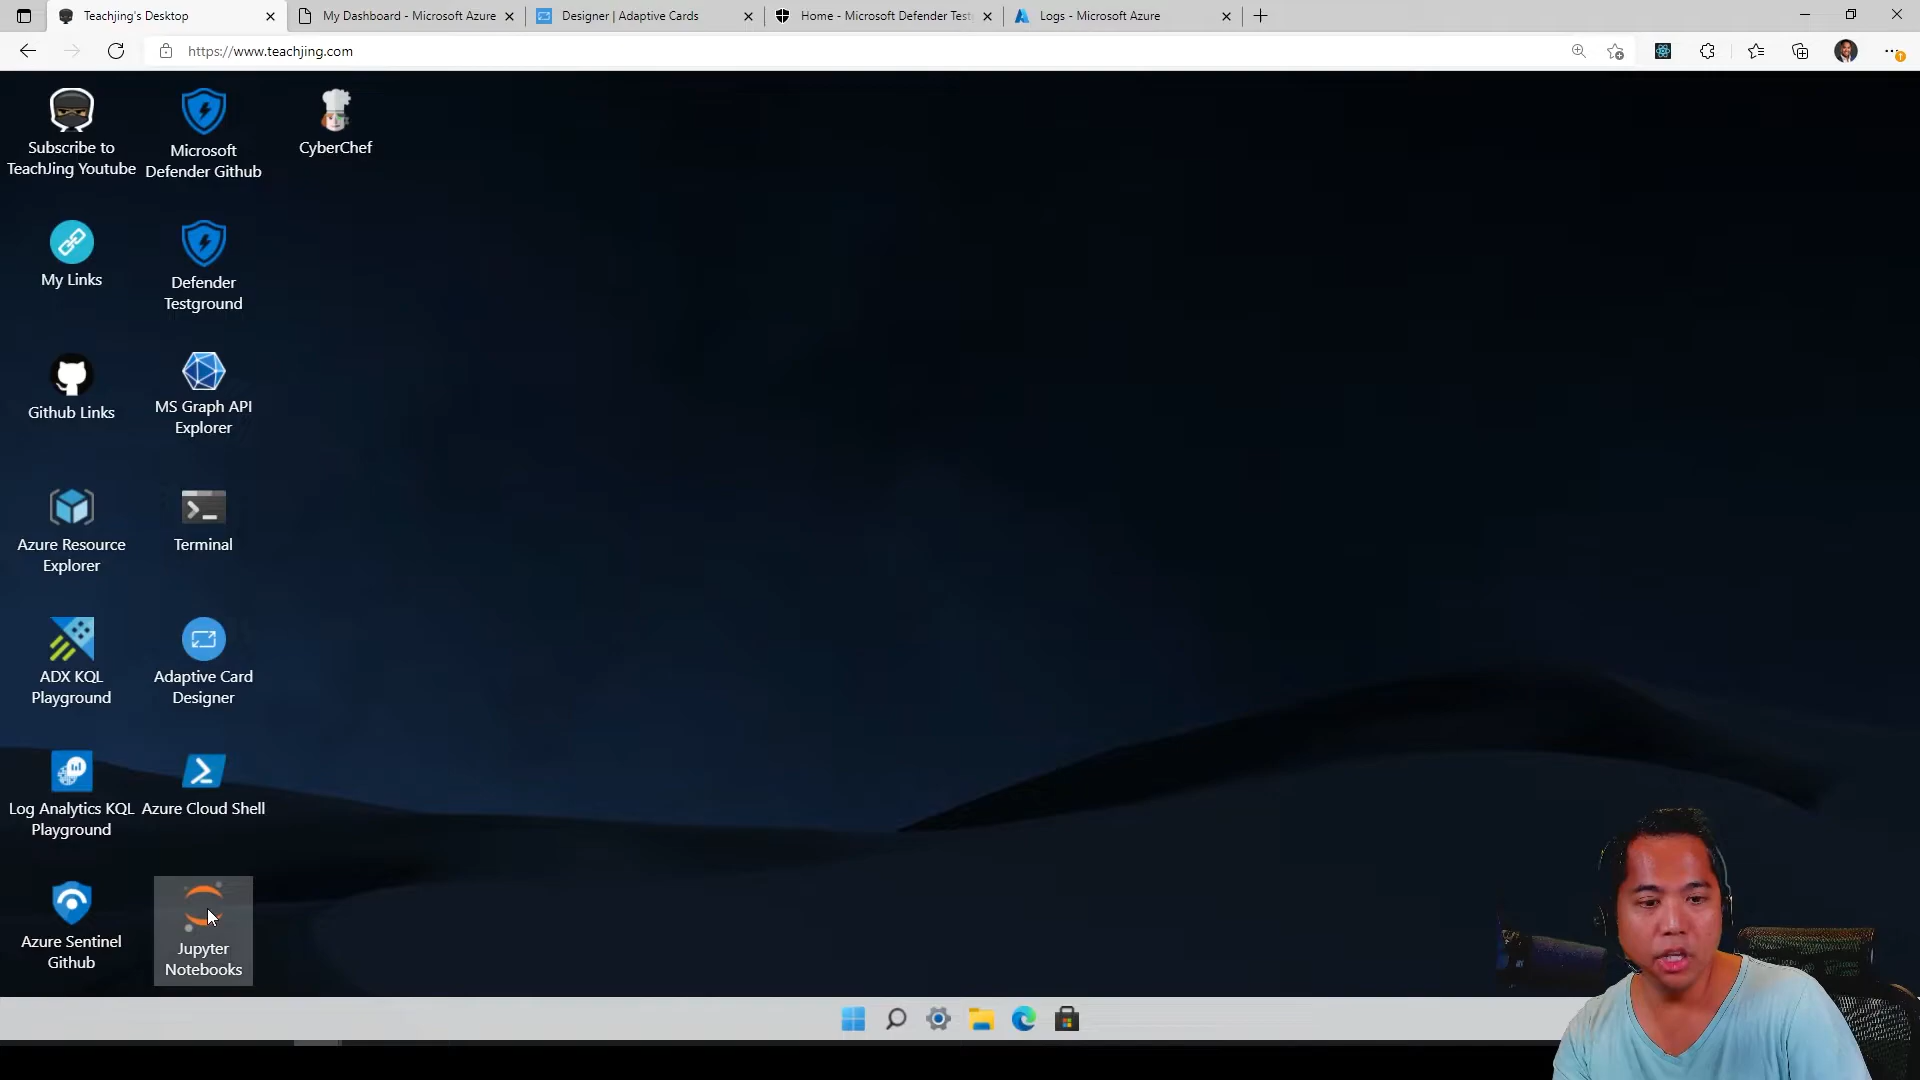 Teachjing's Desktop
My Dashboard - Microsoft Azure
Designer | Adaptive Cards
Home - Microsoft Defender Test
Logs - Microsoft Azure
https://www.teachjing.com
Subscribe to
TeachJing Youtube
Microsoft
Defender Github
CyberChef
My Links
Defender
Testground
Github Links
MS Graph API
Explorer
Azure Resource
Explorer
Terminal
ADX KQL
Playground
Adaptive Card
Designer
Log Analytics KQL
Playground
Azure Cloud Shell
Azure Sentinel
Github
Jupyter
Notebooks